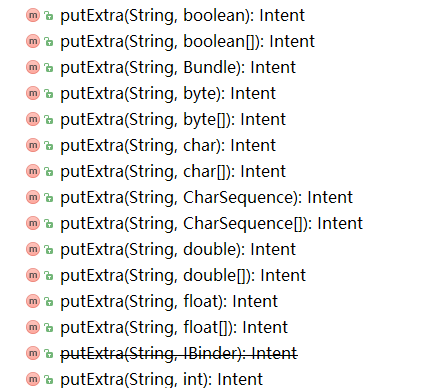 m putExtra(String, boolean): Intent
m putExtra(String, boolean[]): Intent
m putExtra(String, Bundle): Intent
m putExtra(String, byte): Intent
m putExtra(String, byte[]): Intent
m putExtra(String, char): Intent
m putExtra(String, char[]): Intent
m putExtra(String, CharSequence): Intent
m putExtra(String, CharSequence[]): Intent
m putExtra(String, double): Intent
m putExtra(String, double[]): Intent
m putExtra(String, float): Intent
m putExtra(String, float[]): Intent
m putExtra(String, IBinder): Intent
m putExtra(String, int): Intent